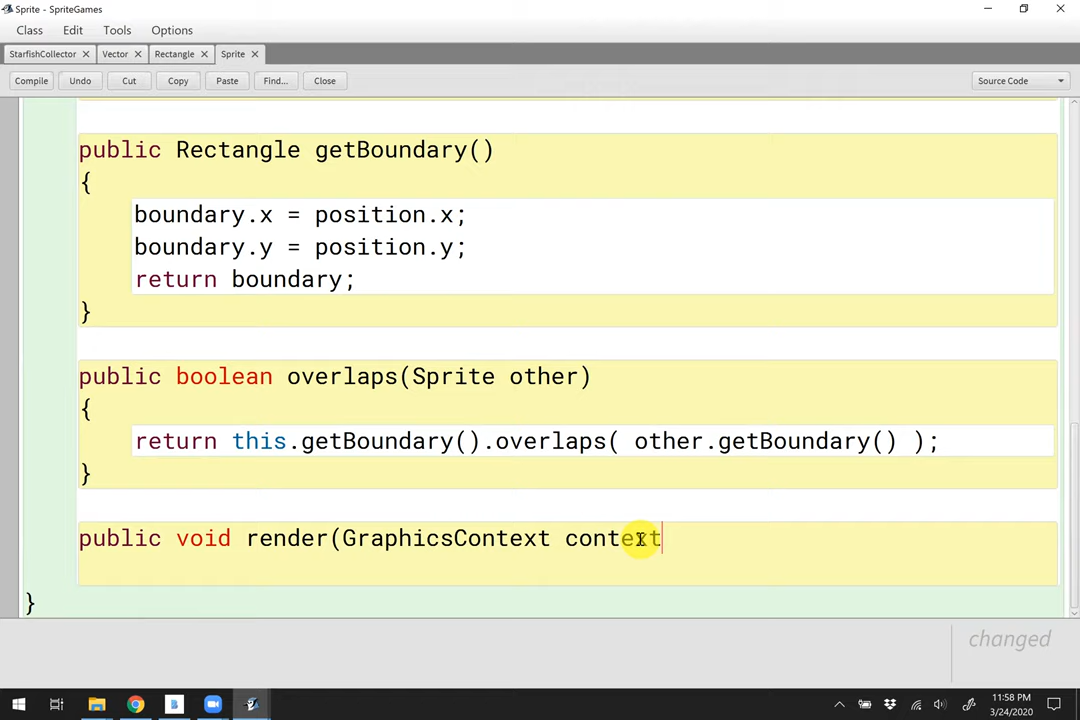 Sprite - SpriteGames
Class Edit Tools Options
StarfishCollector Vector Rectangle Sprite
Compile Undo Cut Copy Paste Find... Close Source Code
public Rectangle getBoundary()
{
boundary.x = position.x;
boundary.y = position.y;
return boundary;
}
public boolean overlaps(Sprite other)
{
return this.getBoundary().overlaps( other.getBoundary() );
}
public void render(GraphicsContext context
}
changed
11:58 PM
3/24/2020